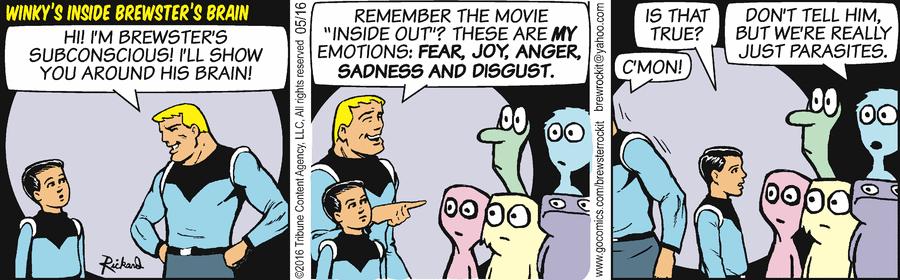 WINKY'S INSIDE BREWSTER'S BRAIN
HI! I'M BREWSTER'S
SUBCONSCIOUS! I'LL SHOW
YOU AROUND HIS BRAIN!
Rickard
©2016 Tribune Content Agency, LLC, All rights reserved 05/16
REMEMBER THE MOVIE
"INSIDE OUT"? THESE ARE MY
EMOTIONS: FEAR, JOY, ANGER,
SADNESS AND DISGUST.
www.gocomics.com/brewsterrockit brewrockit@yahoo.com
C'MON!
IS THAT
TRUE?
DON'T TELL HIM,
BUT WE'RE REALLY
JUST PARASITES.